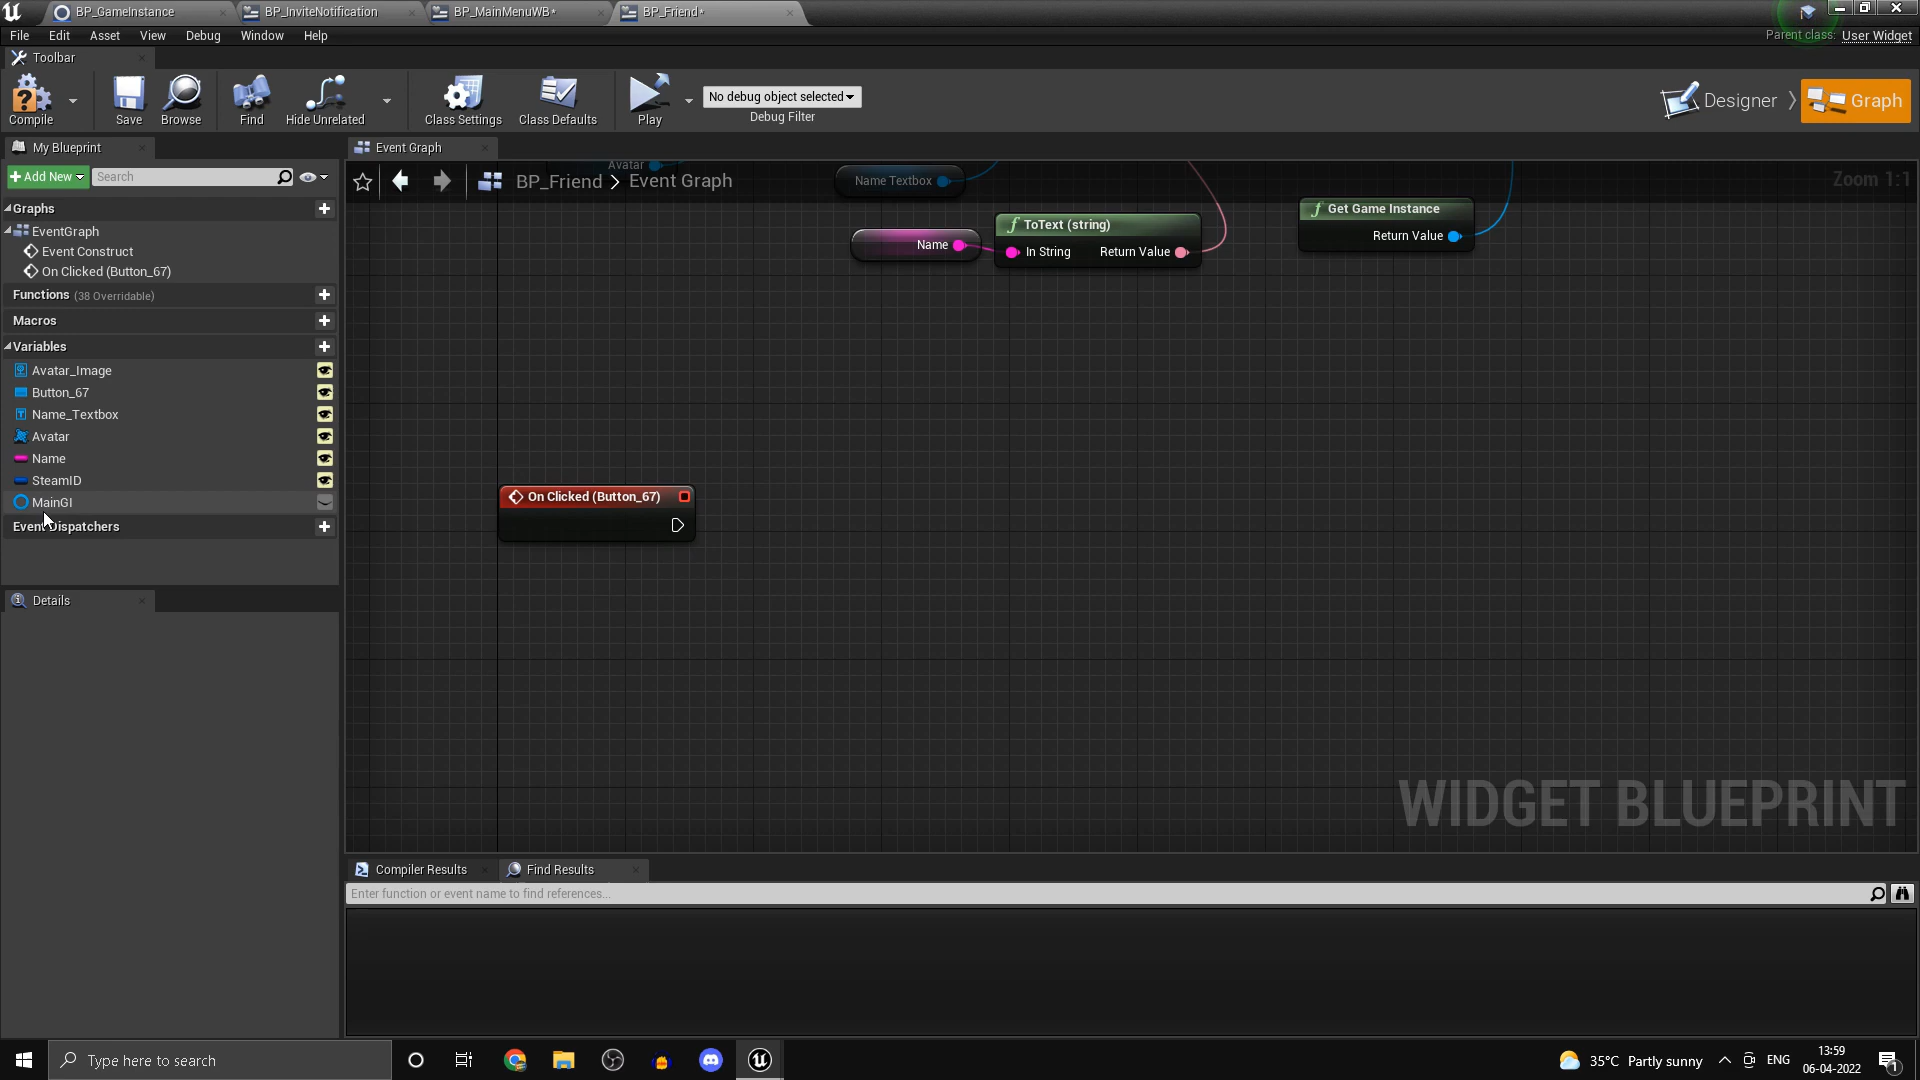 BP_GameInstance
BP_InviteNotification
BP_MainMenuWB*
BP_Friend*
File Edit Asset View Debug Window Help
Parent class: User Widget
Toolbar
Compile
Save
Browse
Find
Hide Unrelated
Class Settings
Class Defaults
Play
No debug object selected
Debug Filter
Designer
Graph
My Blueprint
Event Graph
Add New
Search
BP_Friend > Event Graph
Zoom 1:1
Avatar
Name Textbox
Graphs
EventGraph
Event Construct
On Clicked (Button_67)
Functions (38 Overridable)
Macros
Variables
Avatar_Image
Button_67
Name_Textbox
Avatar
Name
SteamID
MainGI
Event Dispatchers
Details
Name
ToText (string)
In String
Return Value
Get Game Instance
Return Value
On Clicked (Button_67)
WIDGET BLUEPRINT
Compiler Results
Find Results
Enter function or event name to find references...
Type here to search
35°C Partly sunny
ENG
13:59
06-04-2022
1